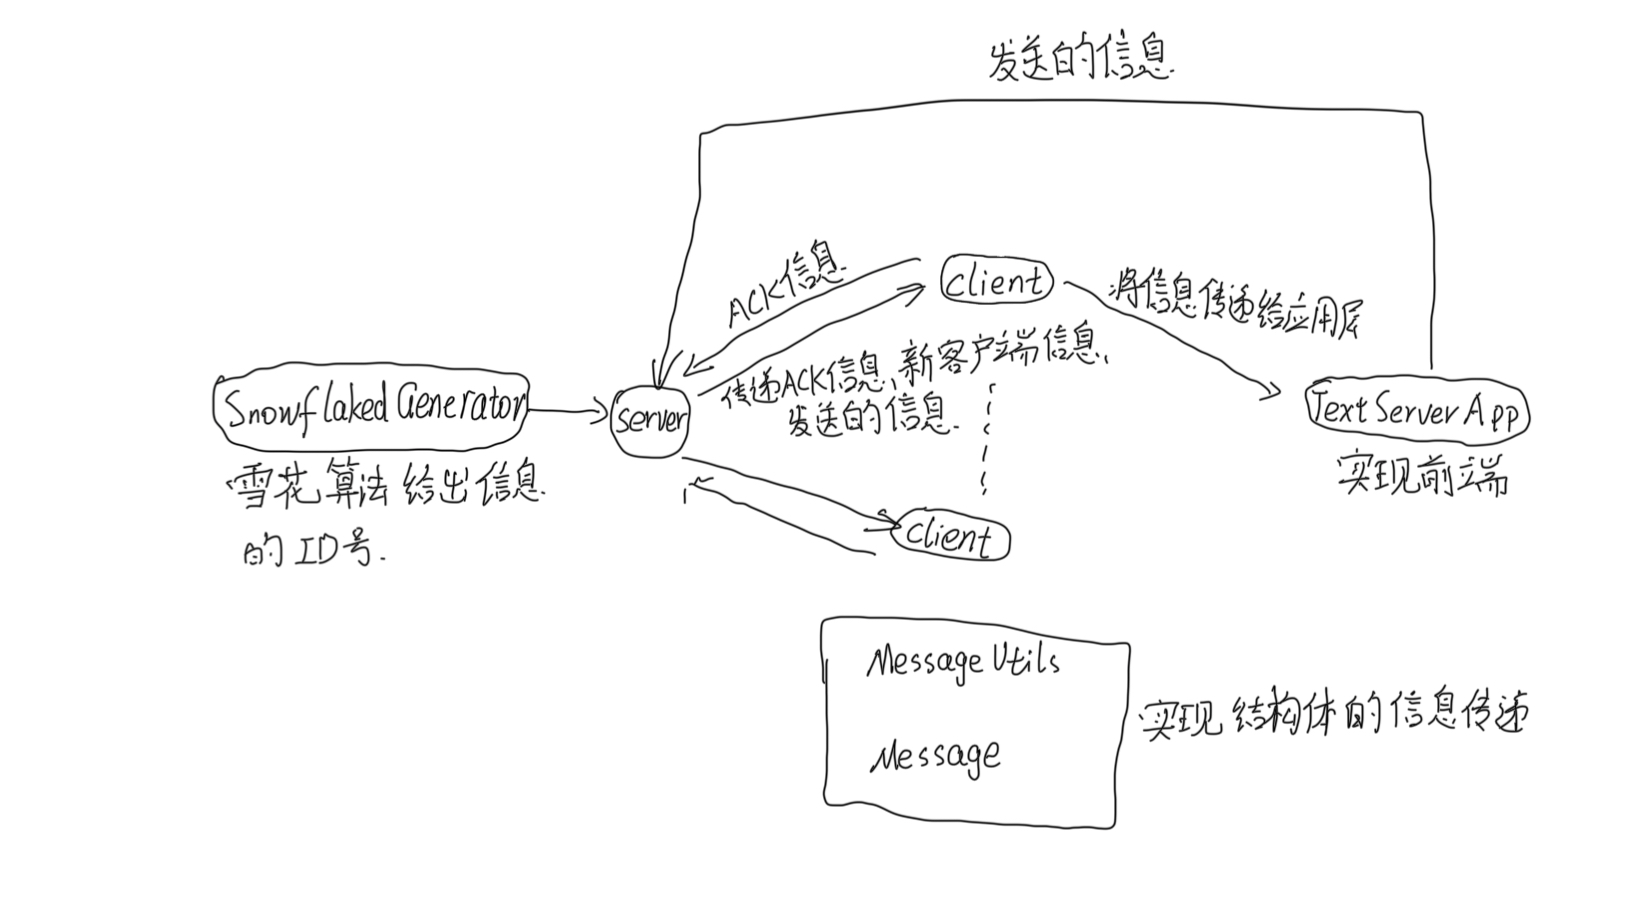 发送的信息
ACK信息
client
将信息传递给应用层
传递ACK信息、新客户端信息、
发送的信息.
Snowflaked Generator
server
Text Server App
雪花算法给出信息
的ID号.
实现前端
client
Message Utils
Message
实现结构体的信息传递